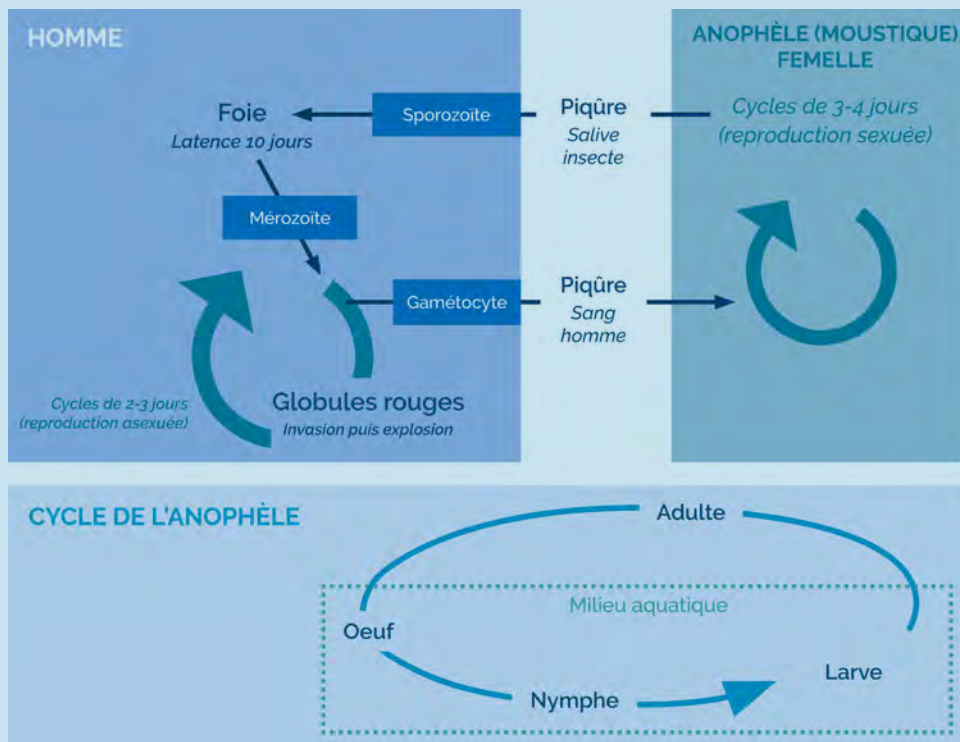 HOMME
ANOPHÈLE (MOUSTIQUE)
FEMELLE
Foie
Latence 10 jours
Sporozoïte
Piqûre
Salive
insecte
Cycles de 3-4 jours
(reproduction sexuée)
Mérozoïte
Gamétocyte
Piqûre
Sang
homme
Cycles de 2-3 jours
(reproduction asexuée)
Globules rouges
Invasion puis explosion
CYCLE DE L'ANOPHÈLE
Adulte
Milieu aquatique
Oeuf
Larve
Nymphe